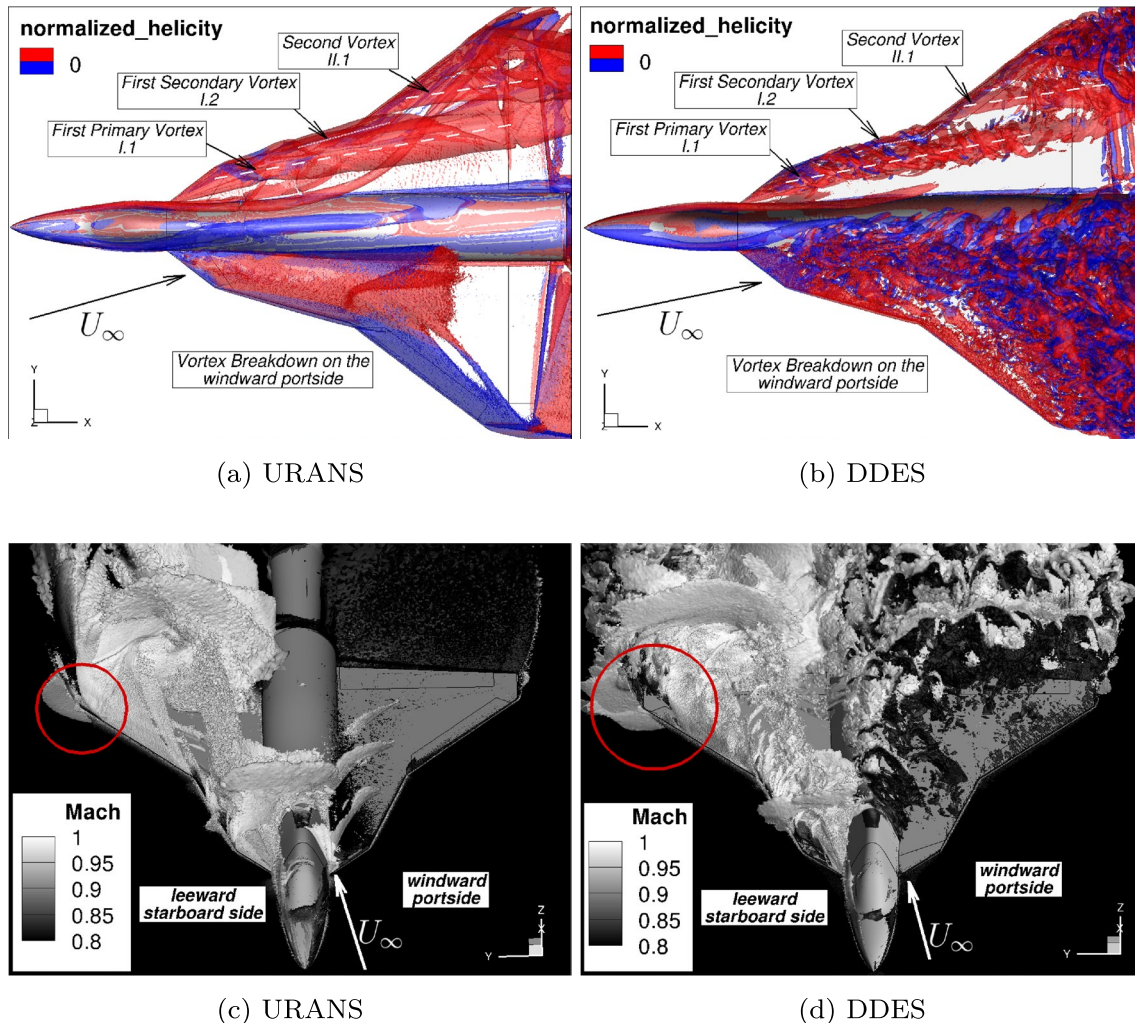 normalized_helicity
0
Second Vortex
II.1
First Secondary Vortex
I.2
First Primary Vortex
I.1
U∞
Vortex Breakdown on the
windward portside
Y
Z
X
(a) URANS
normalized_helicity
0
Second Vortex
II.1
First Secondary Vortex
I.2
First Primary Vortex
I.1
U∞
Vortex Breakdown on the
windward portside
Y
Z
X
(b) DDES
Mach
1
0.95
0.9
0.85
0.8
leeward
starboard side
windward
portside
U∞
Z
X
Y
(c) URANS
Mach
1
0.95
0.9
0.85
0.8
leeward
starboard side
windward
portside
U∞
Z
X
Y
(d) DDES